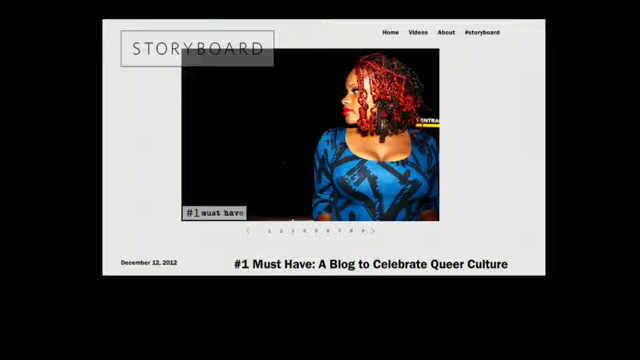 STORYBOARD
Home Videos About #storyboard
#1 must have
1 2 3 4 5 6 7 8 9
December 12, 2012
#1 Must Have: A Blog to Celebrate Queer Culture